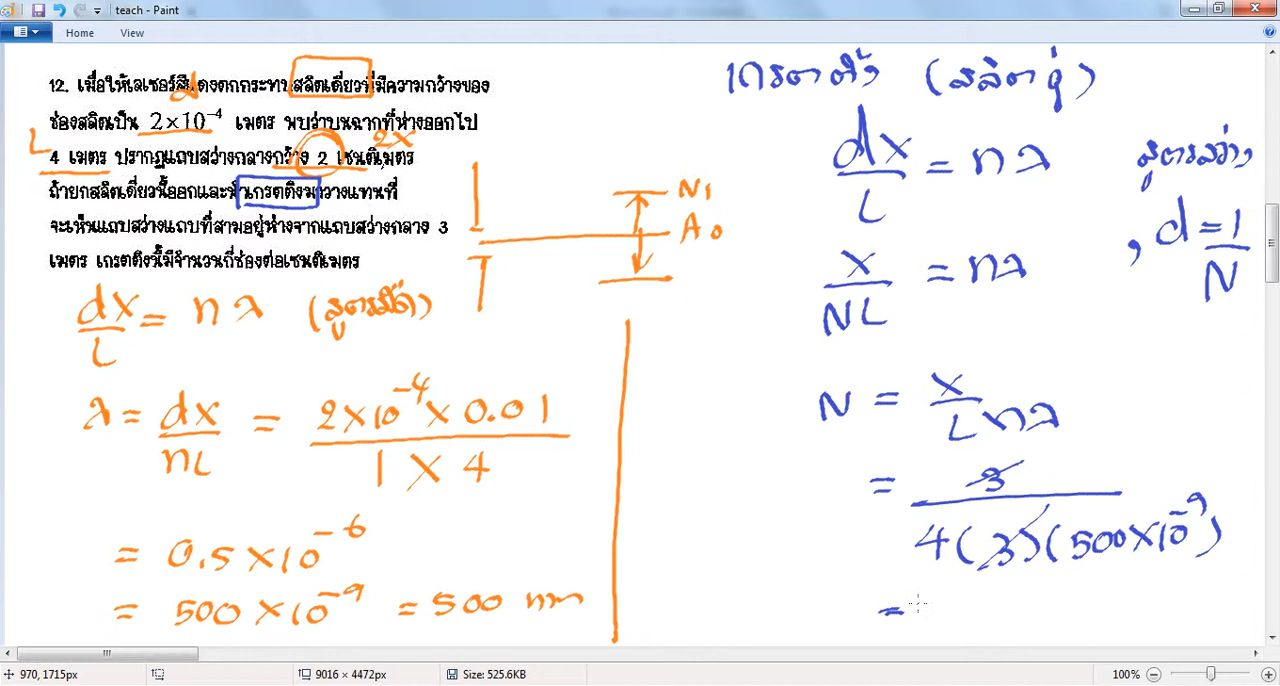 teach - Paint
Home View
12. เมื่อให้เลเซอร์สีแดงตกกระทบสลิตเดี่ยวที่มีความกว้างของ
ช่องสลิตเป็น 2×10⁻⁴ เมตร พบว่าบนฉากที่ห่างออกไป
4 เมตร ปรากฏแถบสว่างกลางกว้าง 2 เซนติเมตร
ถ้ายกสลิตเดี่ยวนี้ออกและนำเกรตติงมาวางแทนที่
จะเห็นแถบสว่างแถบที่สามอยู่ห่างจากแถบสว่างกลาง 3
เมตร เกรตติงนี้มีจำนวนกี่ช่องต่อเซนติเมตร
d
L
2x
N1
A0
dx/L = nλ (สูตรมืด)
λ = dx/nL = 2×10⁻⁴×0.01/1×4
= 0.5×10⁻⁶
= 500×10⁻⁹ = 500 nm
เกรตติ้ง (สลิตคู่)
dx/L = nλ สูตรสว่าง
x/NL = nλ , d = 1/N
N = x/Lnλ
= 3/4(3)(500×10⁻⁹)
=
970, 1715px 9016 × 4472px Size: 525.6KB 100%